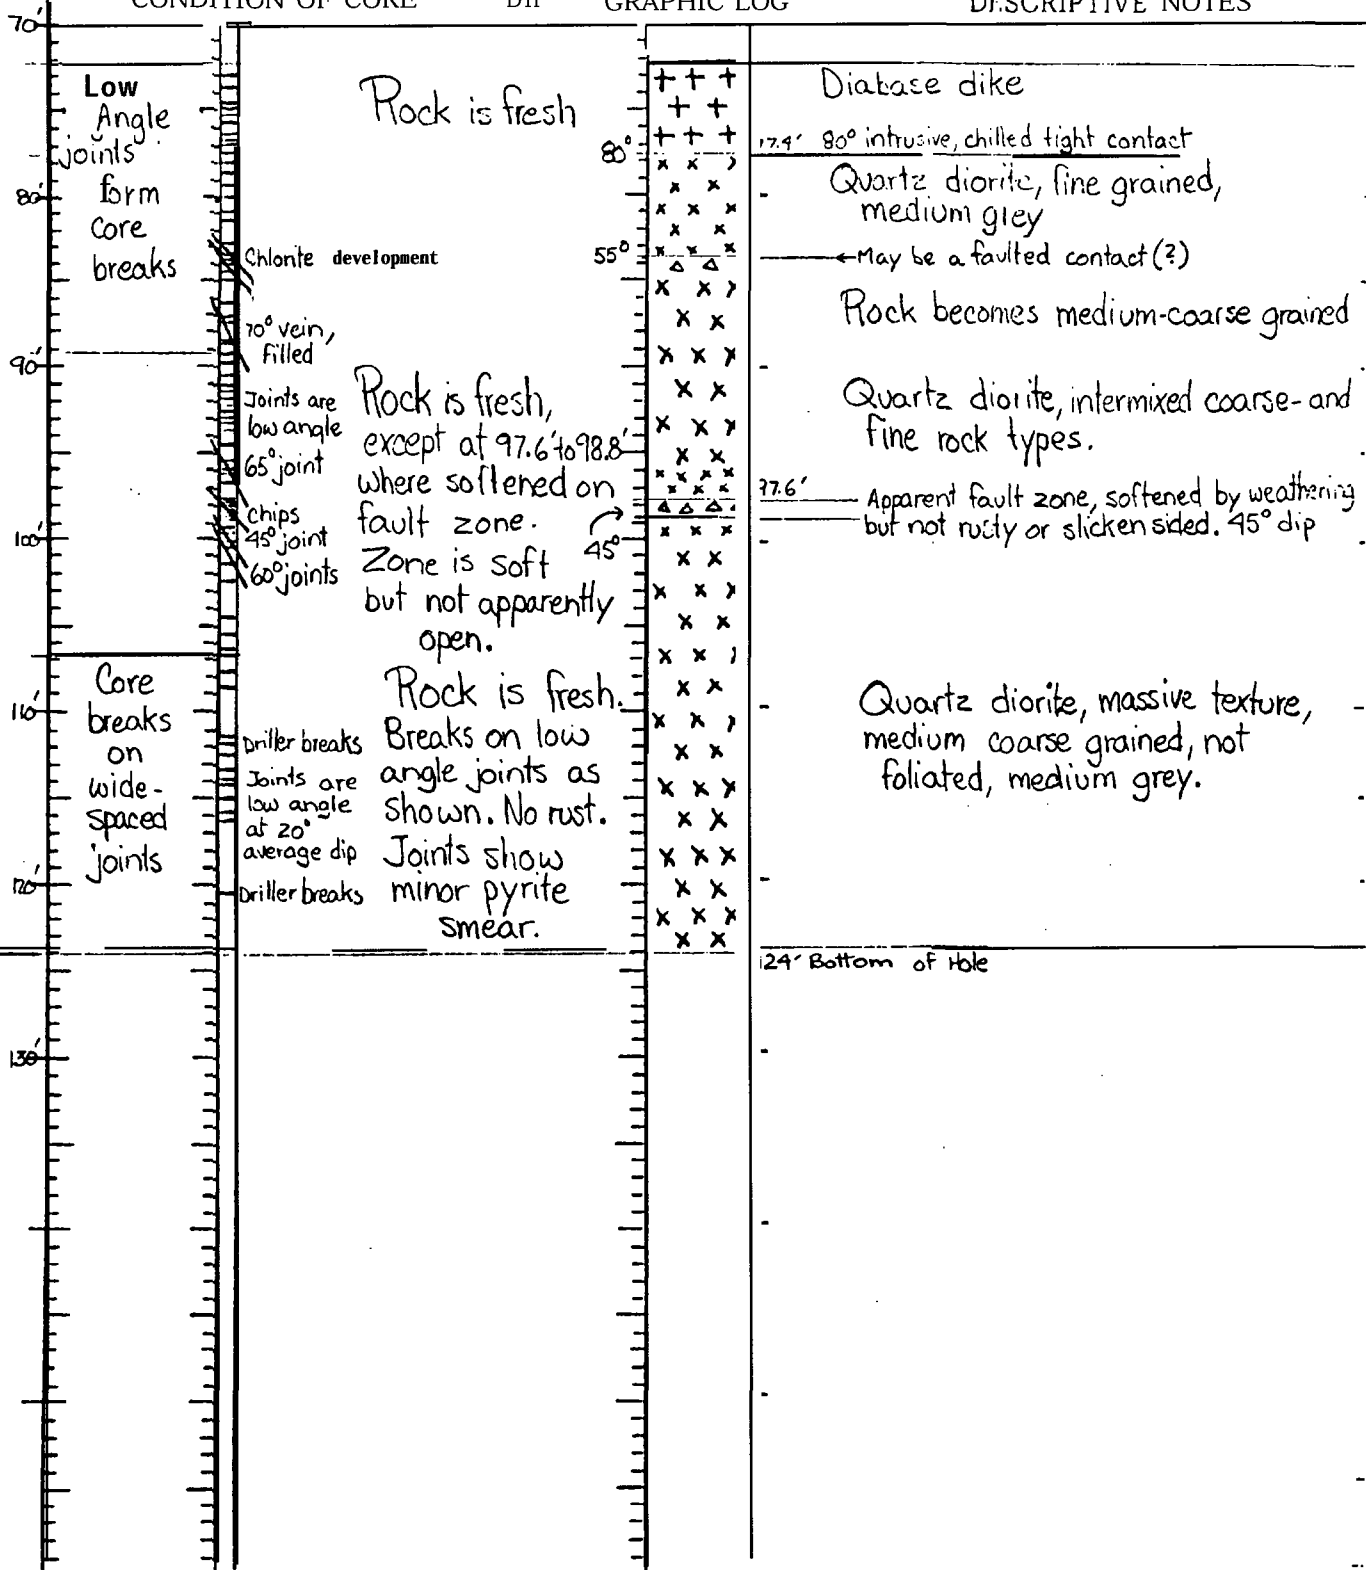 CONDITION OF CORE
DIP
GRAPHIC LOG
DESCRIPTIVE NOTES
70'
80'
90'
100'
110'
120'
130'
Low
Angle
joints
form
core
breaks
Core
breaks
on
wide-
spaced
joints
Chlorite development
70° vein,
filled
Joints are
low angle
65° joint
chips
45° joint
60° joints
Driller breaks
Joints are
low angle
at 20°
average dip
Driller breaks
Rock is fresh
Rock is fresh,
except at 97.6' to 98.8'
where softened on
fault zone.
Zone is soft
but not apparently
open.
Rock is fresh.
Breaks on low
angle joints as
shown. No rust.
Joints show
minor pyrite
smear.
80°
55°
45°
Diabase dike
77.4' 80° intrusive, chilled tight contact
Quartz diorite, fine grained,
medium grey
←May be a faulted contact (?)
Rock becomes medium-coarse grained
Quartz diorite, intermixed coarse- and
fine rock types.
97.6' Apparent fault zone, softened by weathering
but not rusty or slickensided. 45° dip
Quartz diorite, massive texture,
medium coarse grained, not
foliated, medium grey.
124' Bottom of Hole